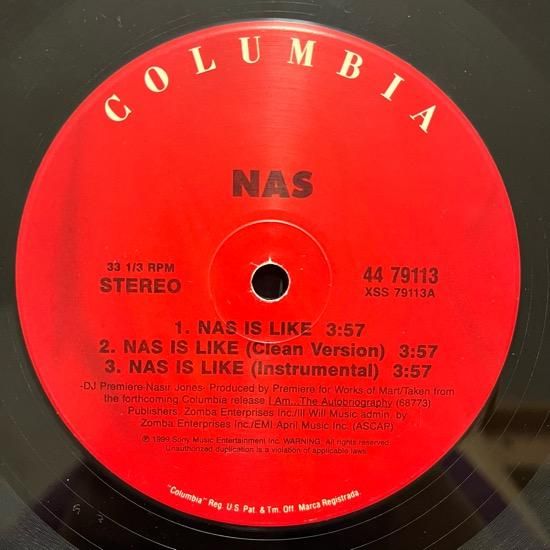 COLUMBIA
NAS
33 1/3 RPM
STEREO
44 79113
XSS 79113A
1. NAS IS LIKE 3:57
2. NAS IS LIKE (Clean Version) 3:57
3. NAS IS LIKE (Instrumental) 3:57
-DJ Premiere-Nasir Jones- Produced by Premiere for Works of Mart/Taken from
the forthcoming Columbia release I Am...The Autobiography (68773)
Publishers, Zomba Enterprises Inc./Ill Will Music admin. by
Zomba Enterprises Inc./EMI April Music Inc. (ASCAP)
℗ 1999 Sony Music Entertainment Inc. WARNING: All rights reserved.
Unauthorized duplication is a violation of applicable laws.
"Columbia" Reg. U.S. Pat. & Tm. Off. Marca Registrada.